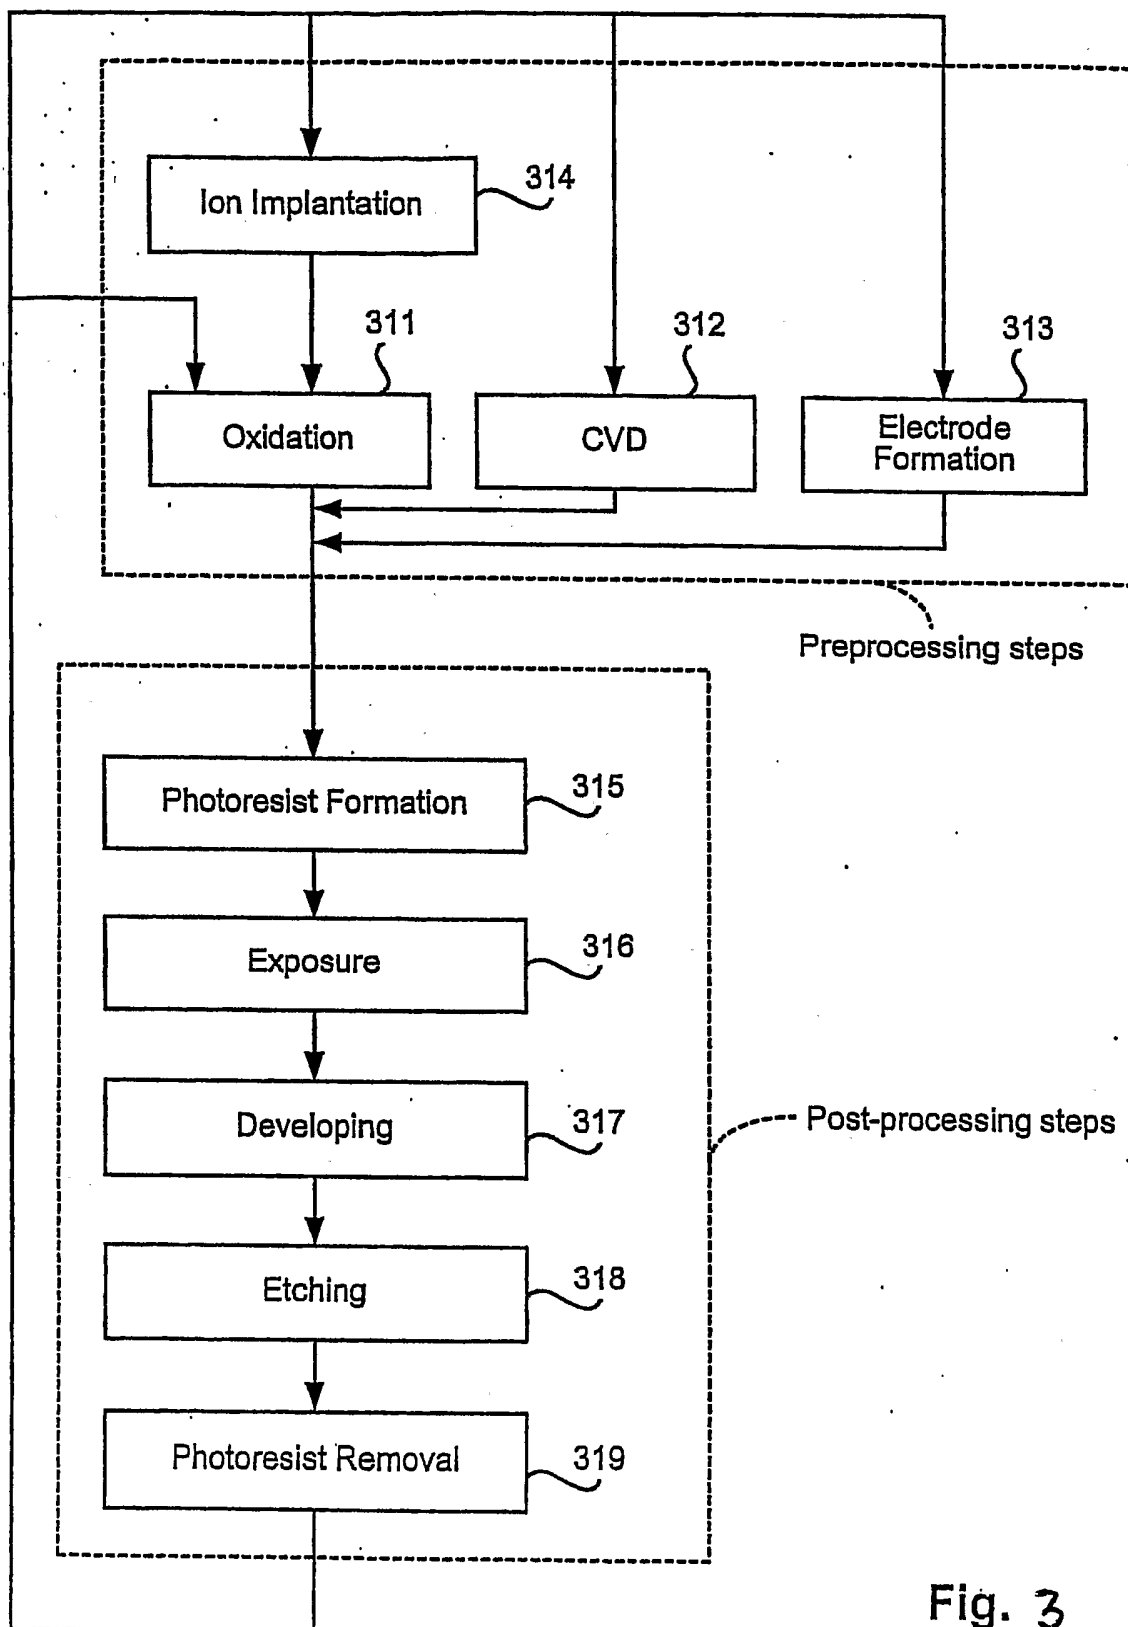 Ion Implantation
314
311
312
313
Oxidation
CVD
Electrode
Formation
Preprocessing steps
Photoresist Formation
315
Exposure
316
Developing
317
Post-processing steps
Etching
318
Photoresist Removal
319
Fig. 3